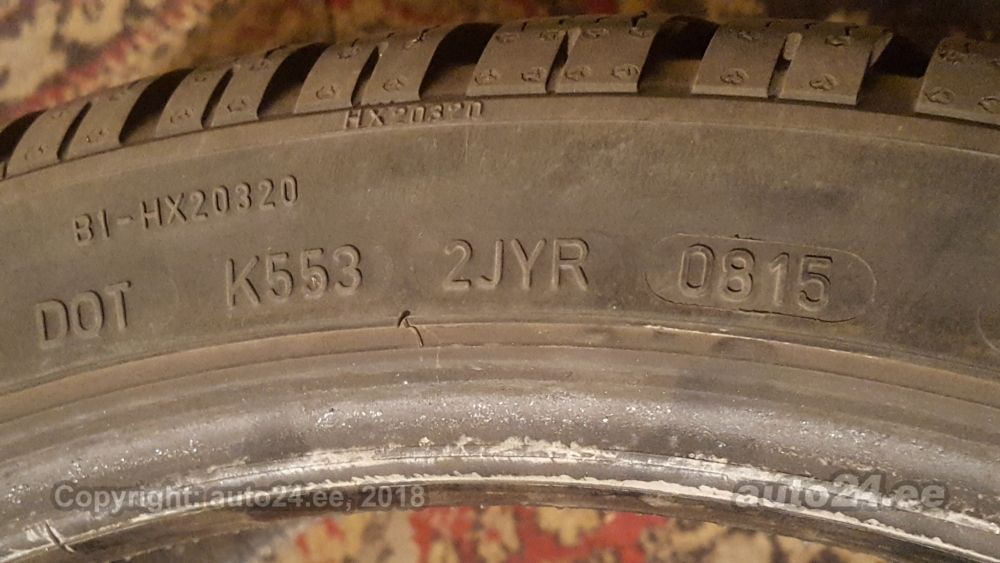 HX20320
B1-HX20320
DOT K553 2JYR 0815
Copyright: auto24.ee, 2018
auto24.ee